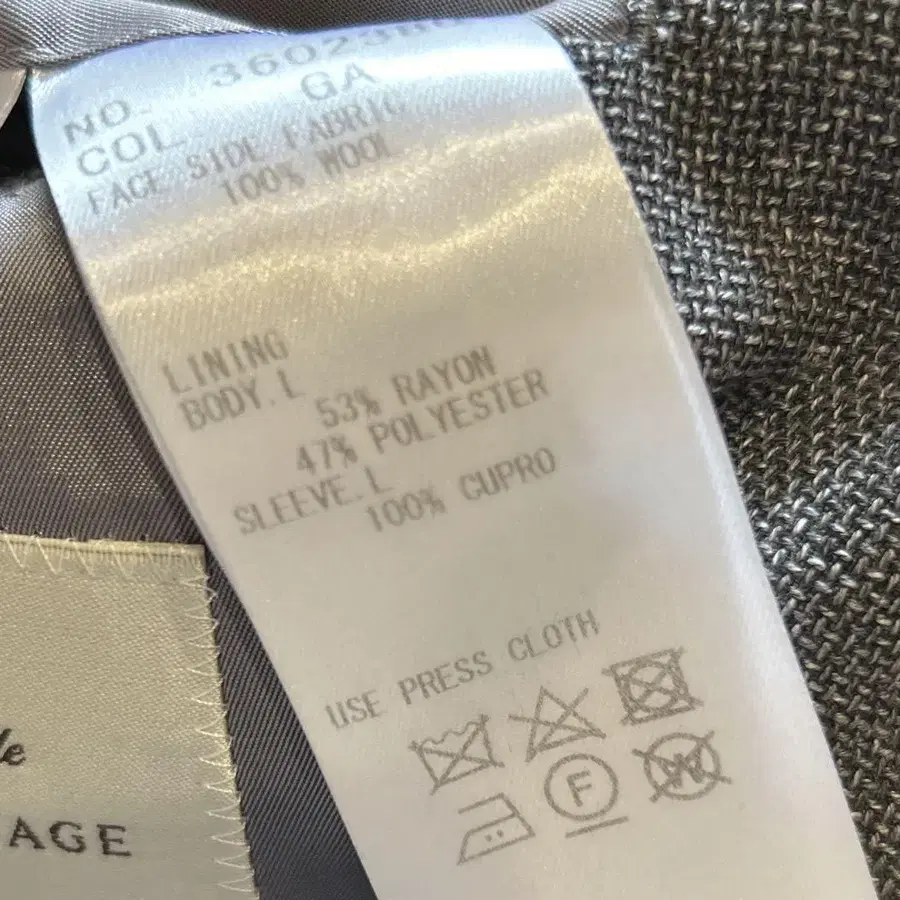 NO.
COL. GA
FACE SIDE FABRIC
100% WOOL
LINING
BODY.L
53% RAYON
47% POLYESTER
SLEEVE.L
100% CUPRO
USE PRESS CLOTH
F
W
AGE